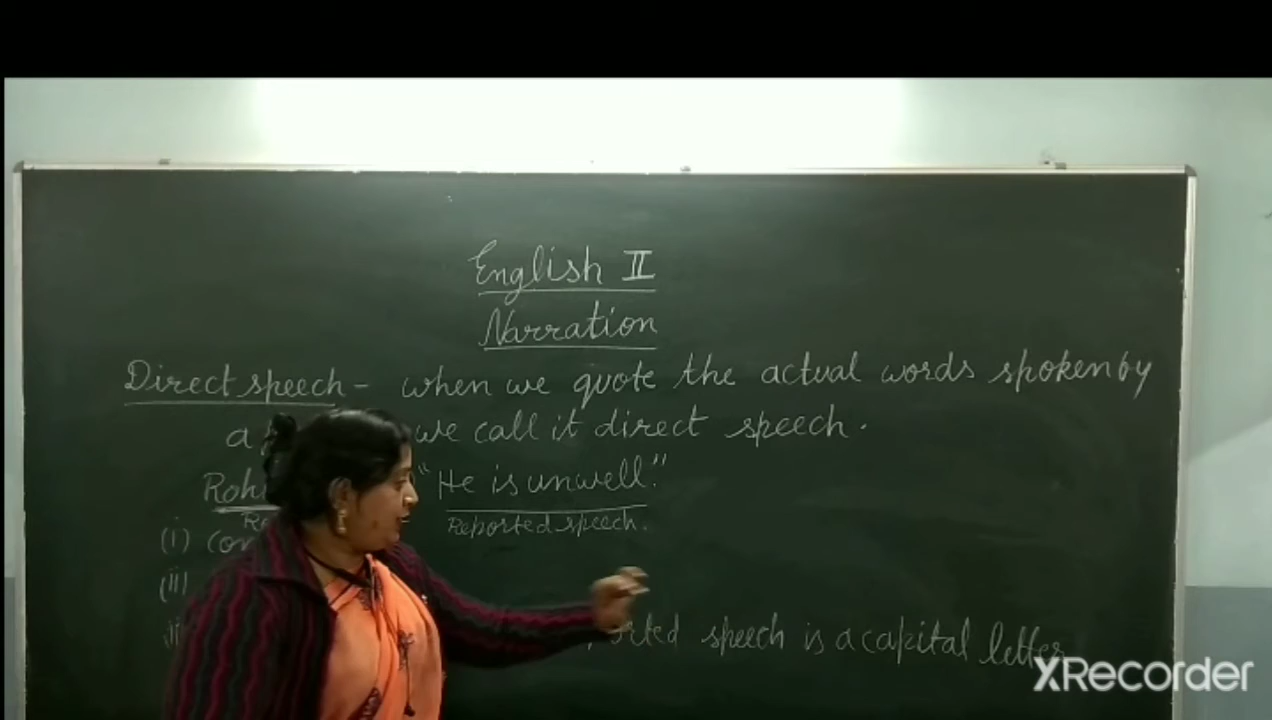 English II
Narration
Direct speech - when we quote the actual words spoken by
a we call it direct speech.
"He is unwell."
Reported speech.
(i)
(ii)
speech is a capital letter
XRecorder